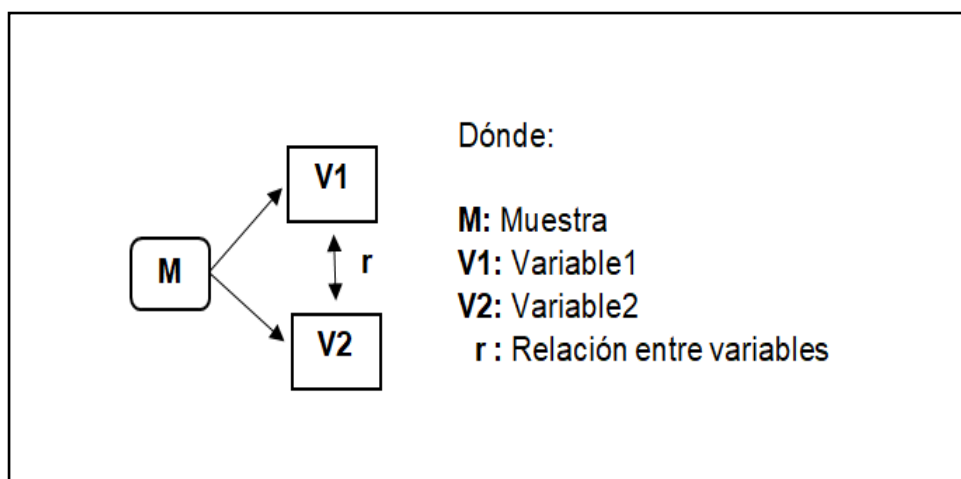 V1
M
r
V2
Dónde:
M: Muestra
V1: Variable1
V2: Variable2
r : Relación entre variables